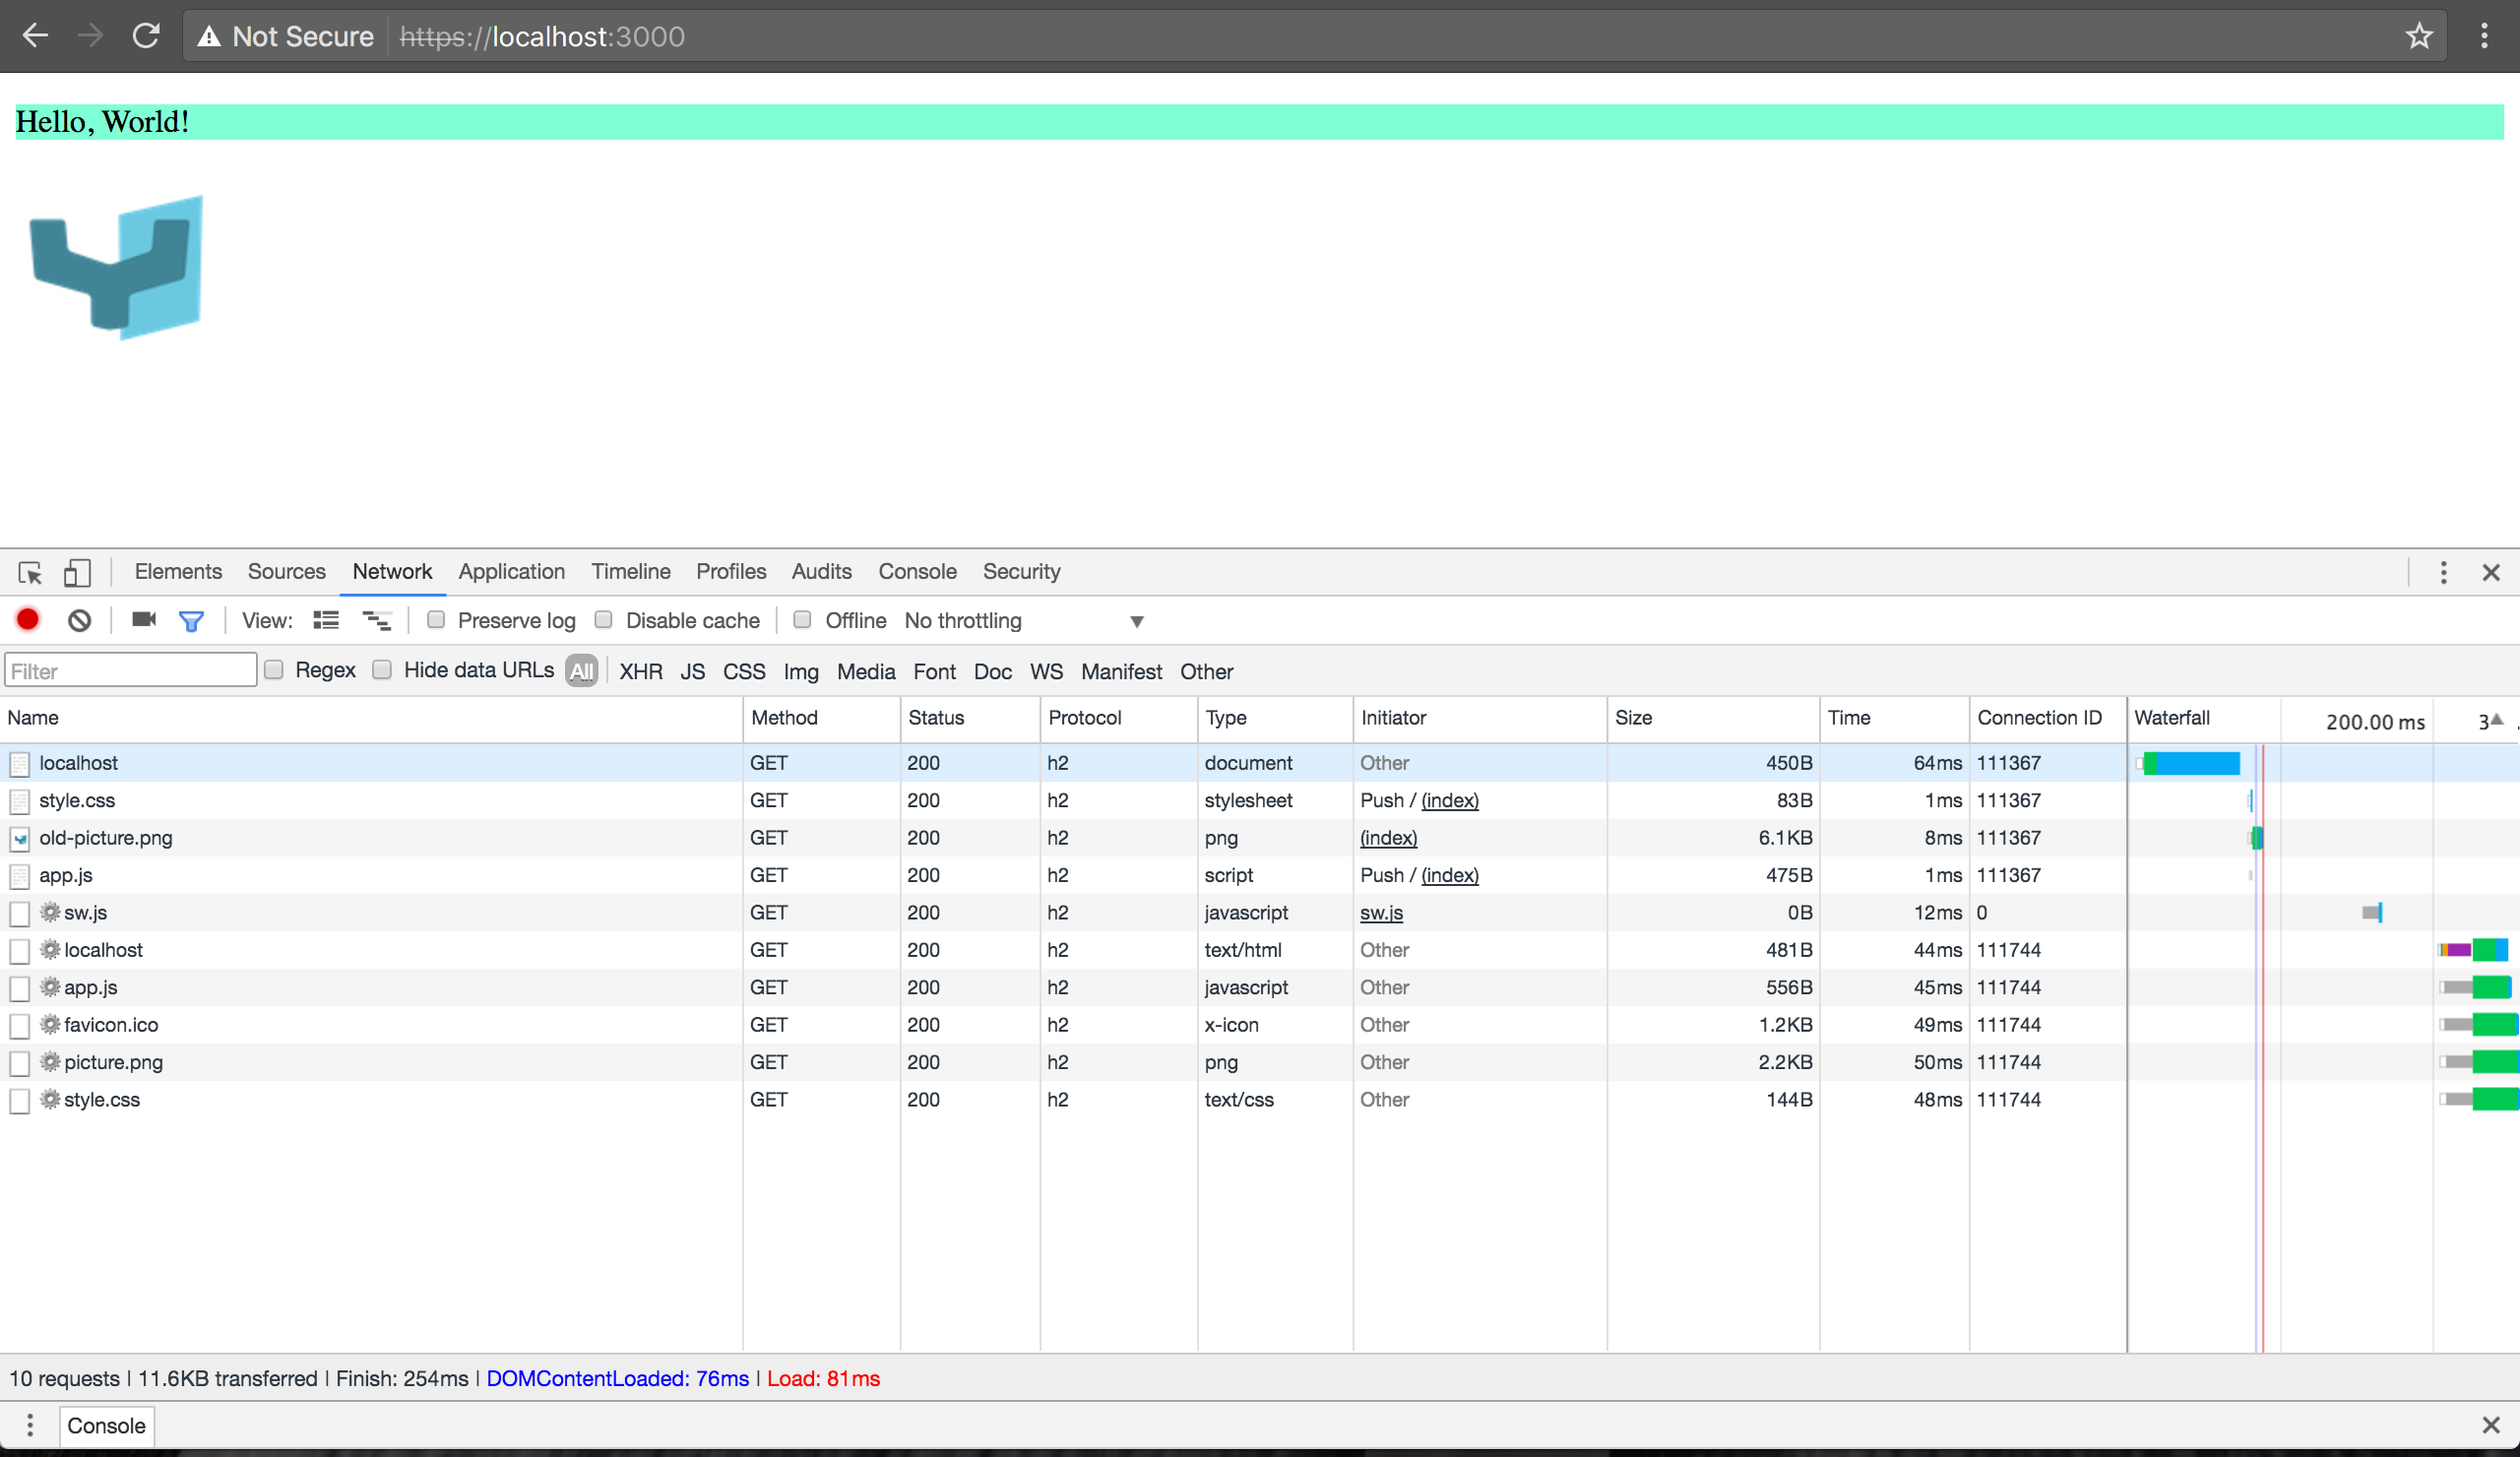 Not Secure https://localhost:3000
Hello, World!
Elements Sources Network Application Timeline Profiles Audits Console Security
View: Preserve log Disable cache Offline No throttling
Filter Regex Hide data URLs All XHR JS CSS Img Media Font Doc WS Manifest Other
Name Method Status Protocol Type Initiator Size Time Connection ID Waterfall 200.00 ms 3
localhost GET 200 h2 document Other 450B 64ms 111367
style.css GET 200 h2 stylesheet Push / (index) 83B 1ms 111367
old-picture.png GET 200 h2 png (index) 6.1KB 8ms 111367
app.js GET 200 h2 script Push / (index) 475B 1ms 111367
sw.js GET 200 h2 javascript sw.js 0B 12ms 0
localhost GET 200 h2 text/html Other 481B 44ms 111744
app.js GET 200 h2 javascript Other 556B 45ms 111744
favicon.ico GET 200 h2 x-icon Other 1.2KB 49ms 111744
picture.png GET 200 h2 png Other 2.2KB 50ms 111744
style.css GET 200 h2 text/css Other 144B 48ms 111744
10 requests | 11.6KB transferred | Finish: 254ms | DOMContentLoaded: 76ms | Load: 81ms
Console